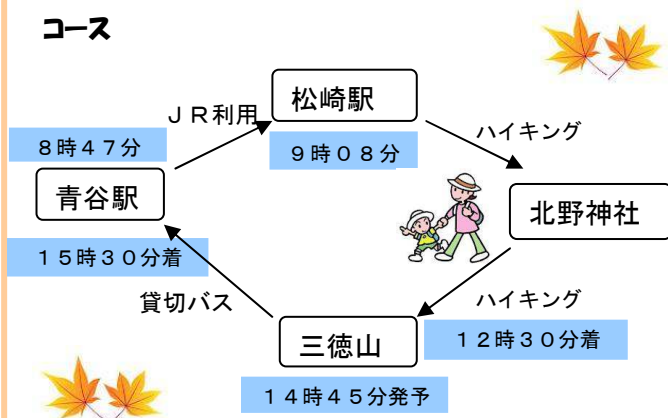 コース
松崎駅
ＪＲ利用
ハイキング
８時４７分
９時０８分
青谷駅
北野神社
１５時３０分着
貸切バス
ハイキング
三徳山
１２時３０分着
１４時４５分発予